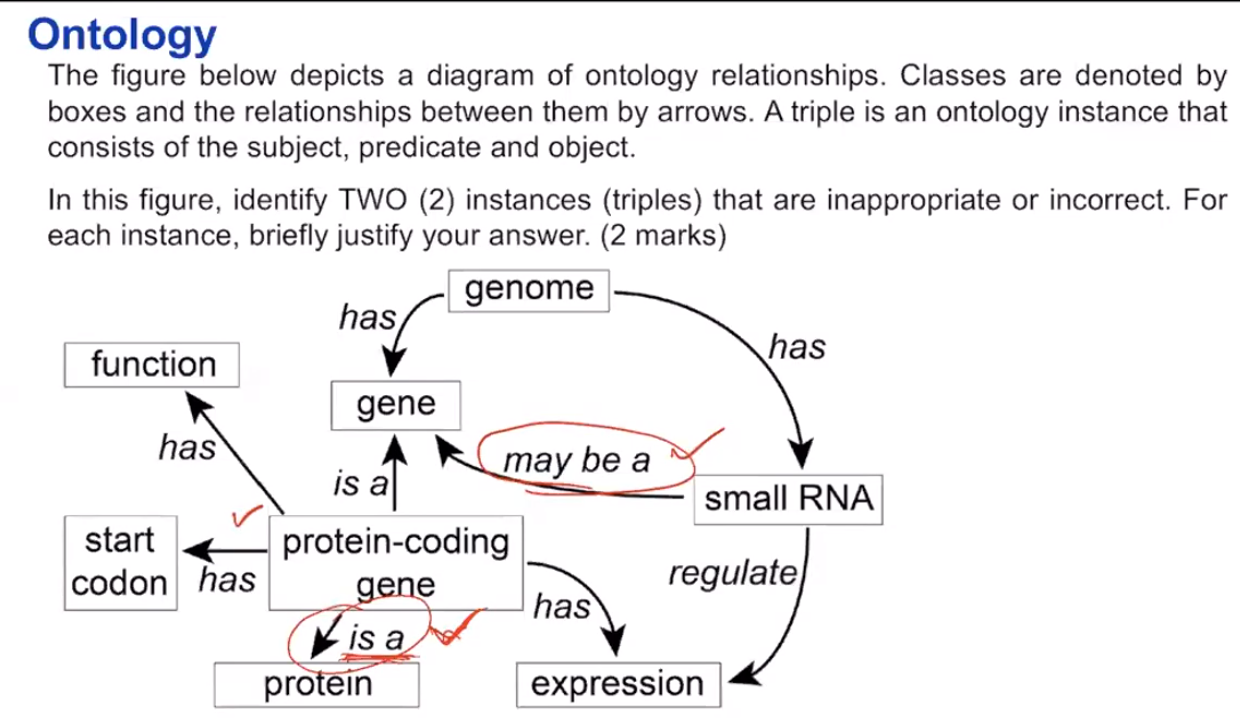 Ontology
The figure below depicts a diagram of ontology relationships. Classes are denoted by
boxes and the relationships between them by arrows. A triple is an ontology instance that
consists of the subject, predicate and object.
In this figure, identify TWO (2) instances (triples) that are inappropriate or incorrect. For
each instance, briefly justify your answer. (2 marks)
genome
has
has
function
gene
has
may be a
is a
small RNA
start
codon
has
protein-coding
gene
regulate
has
is a
protein
expression